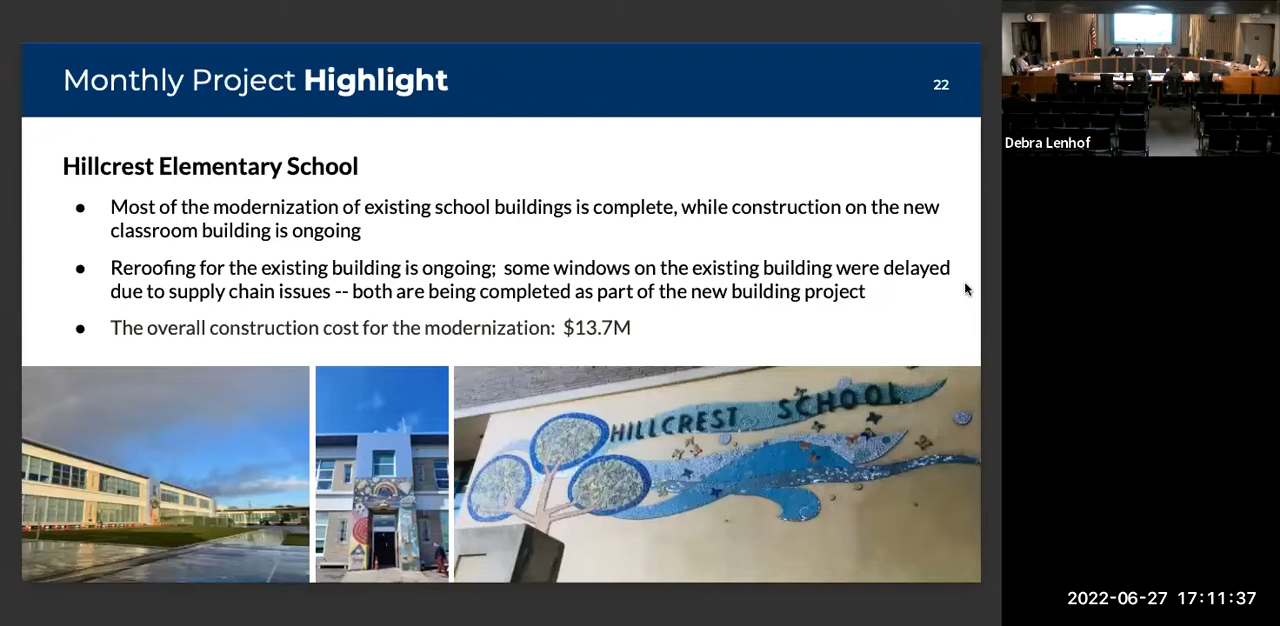 Monthly Project Highlight
22
Hillcrest Elementary School
● Most of the modernization of existing school buildings is complete, while construction on the new
classroom building is ongoing
● Reroofing for the existing building is ongoing; some windows on the existing building were delayed
due to supply chain issues -- both are being completed as part of the new building project
● The overall construction cost for the modernization: $13.7M
HILLCREST SCHOOL
Debra Lenhof
2022-06-27 17:11:37